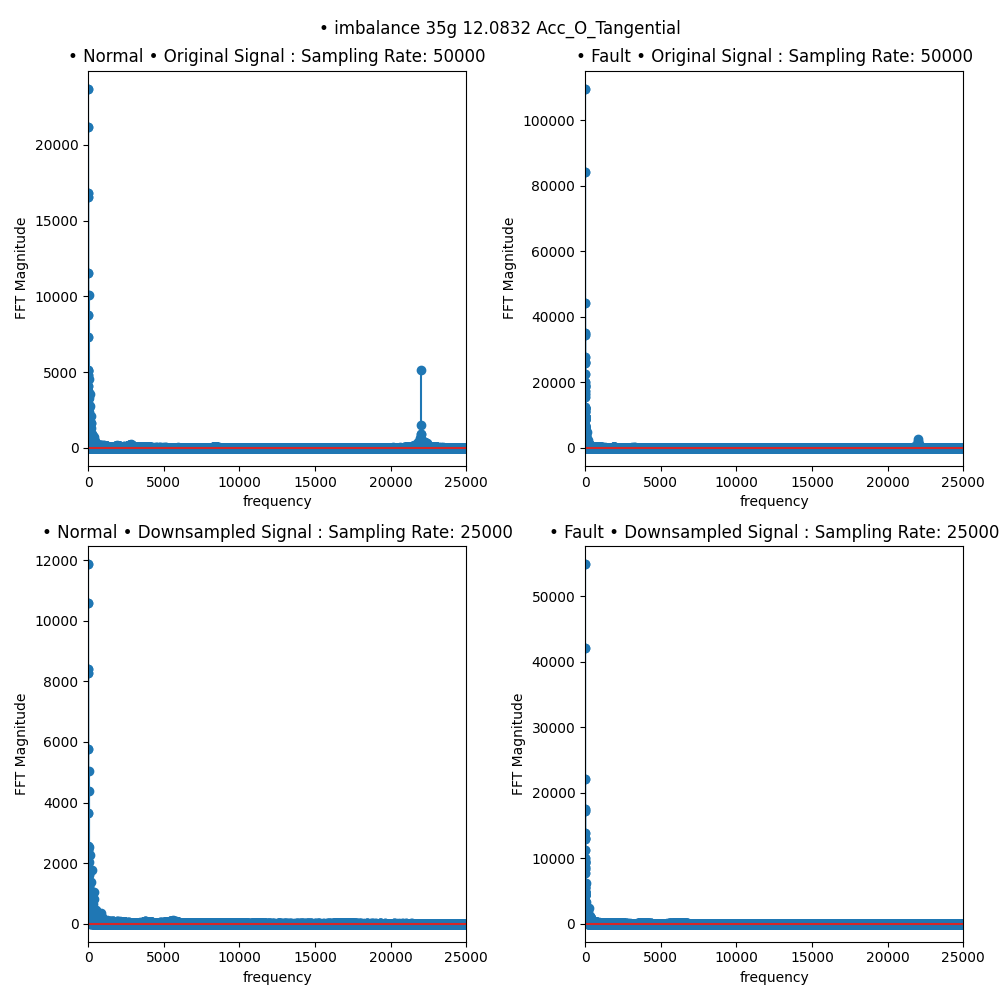 • imbalance 35g 12.0832 Acc_O_Tangential
• Normal • Original Signal : Sampling Rate: 50000
FFT Magnitude
20000
15000
10000
5000
0
0 5000 10000 15000 20000 25000
frequency
• Fault • Original Signal : Sampling Rate: 50000
FFT Magnitude
100000
80000
60000
40000
20000
0
0 5000 10000 15000 20000 25000
frequency
• Normal • Downsampled Signal : Sampling Rate: 25000
FFT Magnitude
12000
10000
8000
6000
4000
2000
0
0 5000 10000 15000 20000 25000
frequency
• Fault • Downsampled Signal : Sampling Rate: 25000
FFT Magnitude
50000
40000
30000
20000
10000
0
0 5000 10000 15000 20000 25000
frequency